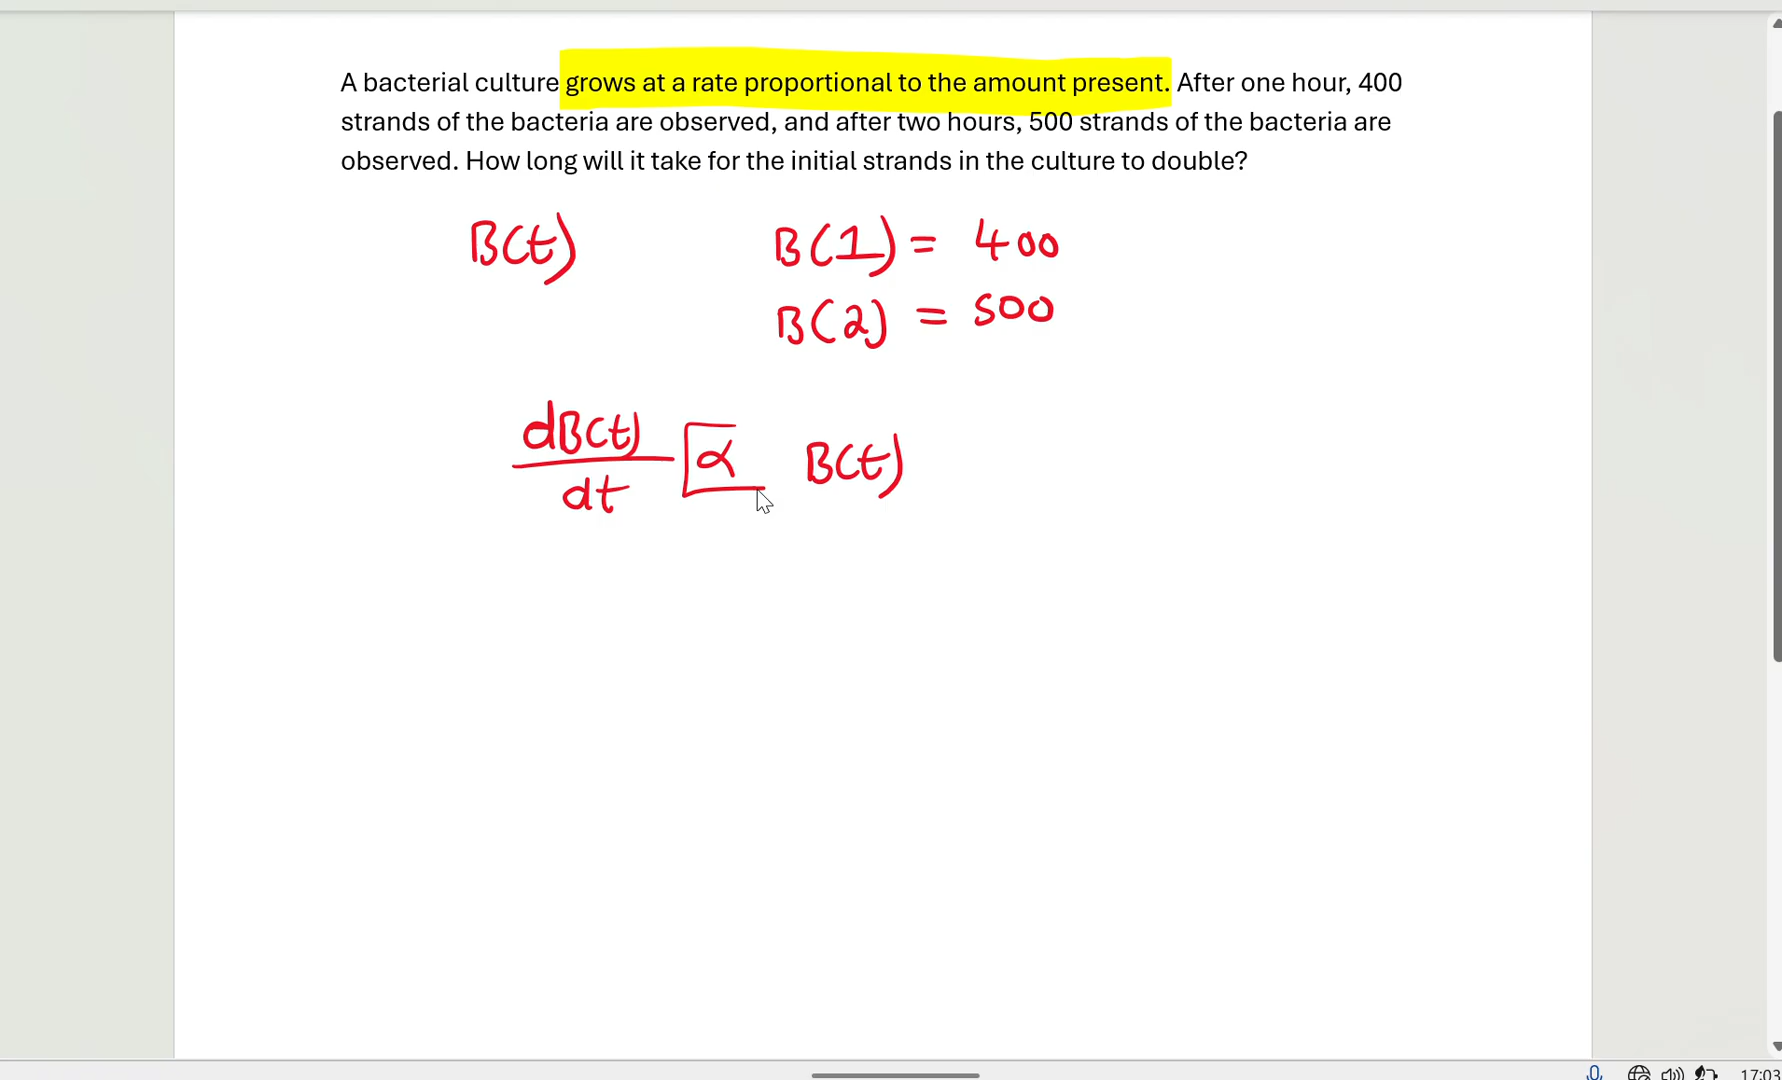 A bacterial culture grows at a rate proportional to the amount present. After one hour, 400
strands of the bacteria are observed, and after two hours, 500 strands of the bacteria are
observed. How long will it take for the initial strands in the culture to double?
B(t) B(1) = 400
B(2) = 500
dB(t)
dt
α B(t)
17:03